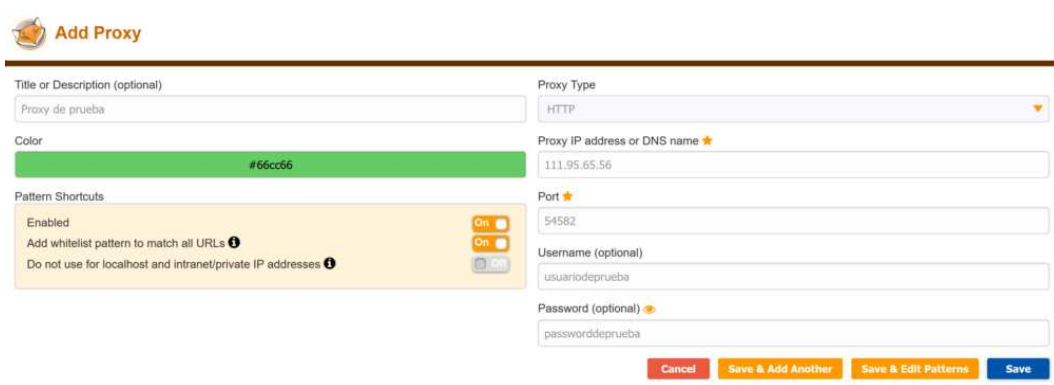 Add Proxy
Title or Description (optional)
Proxy de prueba
Color
#66cc66
Pattern Shortcuts
Enabled
On
Add whitelist pattern to match all URLs
On
Do not use for localhost and intranet/private IP addresses
Off
Proxy Type
HTTP
Proxy IP address or DNS name
111.95.65.56
Port
54582
Username (optional)
usuariodeprueba
Password (optional)
passworddeprueba
Cancel
Save & Add Another
Save & Edit Patterns
Save